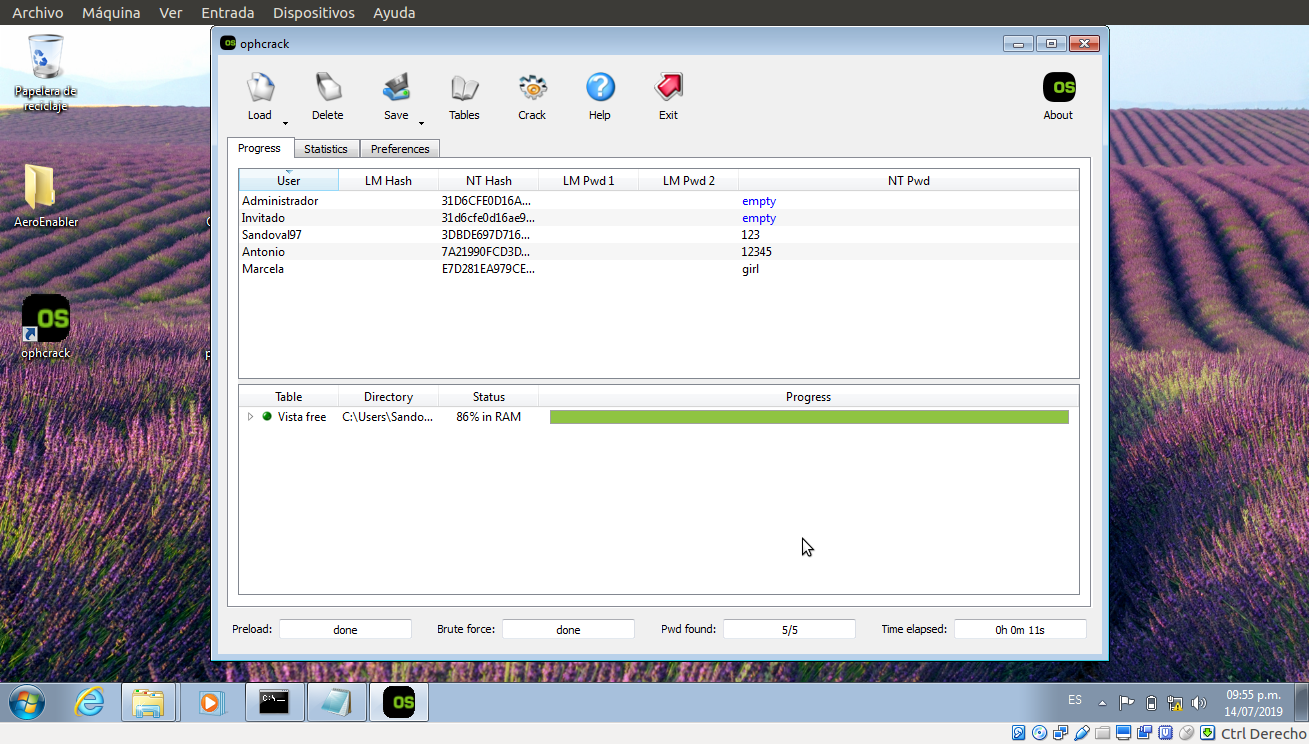 Archivo Máquina Ver Entrada Dispositivos Ayuda
Papelera de
reciclaje
AeroEnabler
OS
ophcrack
os ophcrack
Load Delete Save Tables Crack Help Exit OS About
Progress Statistics Preferences
User LM Hash NT Hash LM Pwd 1 LM Pwd 2 NT Pwd
Administrador 31D6CFE0D16A... empty
Invitado 31d6cfe0d16ae9... empty
Sandoval97 3DBDE697D716... 123
Antonio 7A21990FCD3D... 12345
Marcela E7D281EA979CE... girl
Table Directory Status Progress
Vista free C:\Users\Sando... 86% in RAM
Preload: done Brute force: done Pwd found: 5/5 Time elapsed: 0h 0m 11s
C:\ OS ES 09:55 p.m.
14/07/2019
Ctrl Derecho